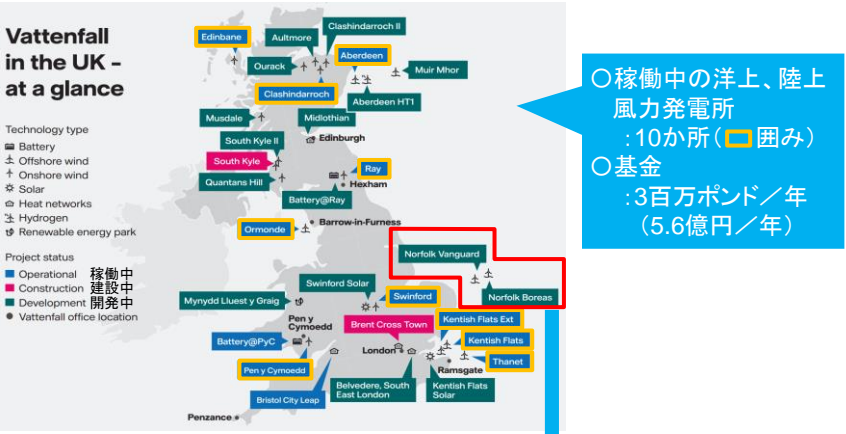 Vattenfall
in the UK –
at a glance
Technology type
Battery
Offshore wind
Onshore wind
Solar
Heat networks
Hydrogen
Renewable energy park
Project status
Operational 稼働中
Construction 建設中
Development 開発中
Vattenfall office location
Edinbane
Aultmore
Clashindarroch II
Ourack
Aberdeen
Muir Mhor
Clashindarroch
Aberdeen HT1
Musdale
Midlothian
Edinburgh
South Kyle II
South Kyle
Quantans Hill
Ray
Hexham
Battery@Ray
Barrow-in-Furness
Ormonde
Norfolk Vanguard
Norfolk Boreas
Swinford Solar
Swinford
Mynydd Lluest y Graig
Pen y
Cymoedd
Brent Cross Town
Kentish Flats Ext
Kentish Flats
Battery@PyC
London
Thanet
Pen y Cymoedd
Ramsgate
Bristol City Leap
Belvedere, South
East London
Kentish Flats
Solar
Penzance
〇稼働中の洋上、陸上
風力発電所
:10か所(囲み)
〇基金
:3百万ポンド/年
(5.6億円/年)